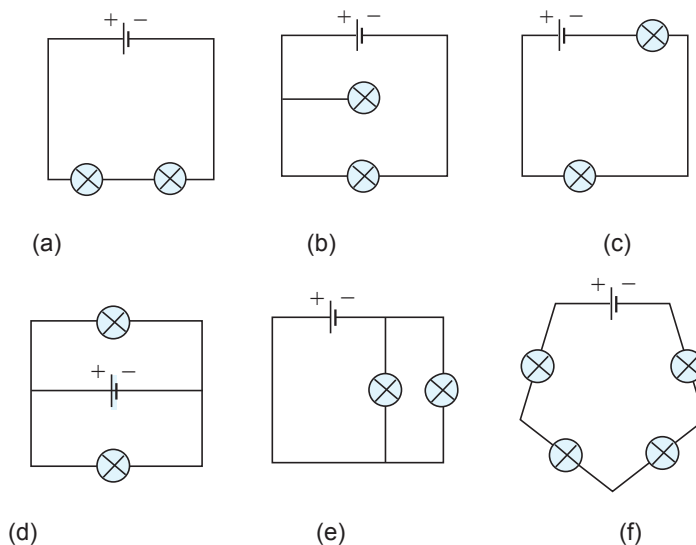 + − + − + −
(a) (b) (c)
+ − + −
+ −
(d) (e) (f)